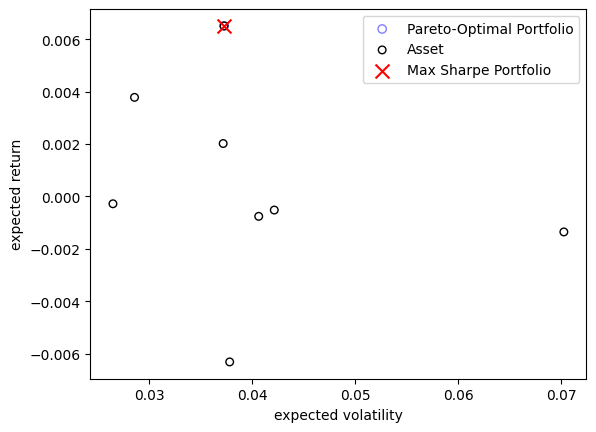 Pareto-Optimal Portfolio
Asset
Max Sharpe Portfolio
0.006
0.004
0.002
0.000
−0.002
−0.004
−0.006
expected return
0.03 0.04 0.05 0.06 0.07
expected volatility